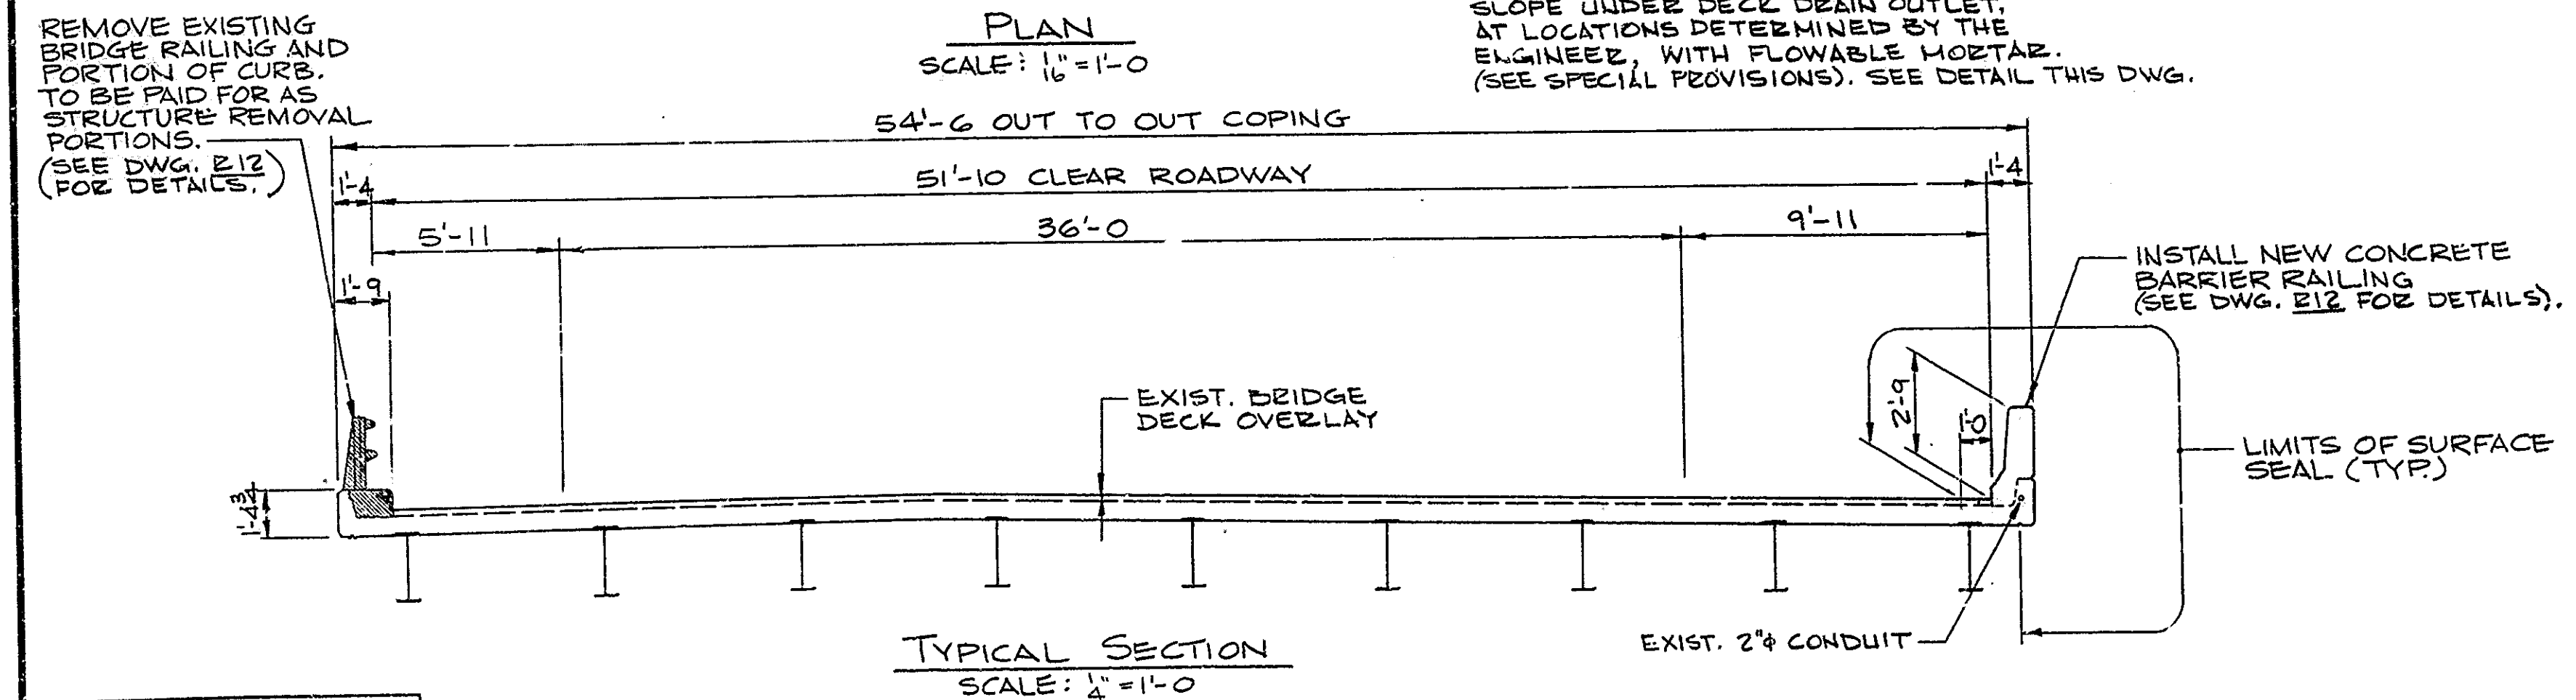 REMOVE EXISTING
BRIDGE RAILING AND
PORTION OF CURB.
TO BE PAID FOR AS
STRUCTURE REMOVAL
PORTIONS.
(SEE DWG. R12
FOR DETAILS.)
PLAN
SCALE: 1/16" = 1'-0
SLOPE UNDER DECK DRAIN OUTLET,
AT LOCATIONS DETERMINED BY THE
ENGINEER, WITH FLOWABLE MORTAR.
(SEE SPECIAL PROVISIONS). SEE DETAIL THIS DWG.
54'-6 OUT TO OUT COPING
1'-4
51'-10 CLEAR ROADWAY
1'-4
5'-11
36'-0
9'-11
1'-9
INSTALL NEW CONCRETE
BARRIER RAILING
(SEE DWG. R12 FOR DETAILS).
EXIST. BRIDGE
DECK OVERLAY
2'-9
1'-0
LIMITS OF SURFACE
SEAL (TYP.)
1'-4 3/4
EXIST. 2"φ CONDUIT
TYPICAL SECTION
SCALE: 1/4" = 1'-0